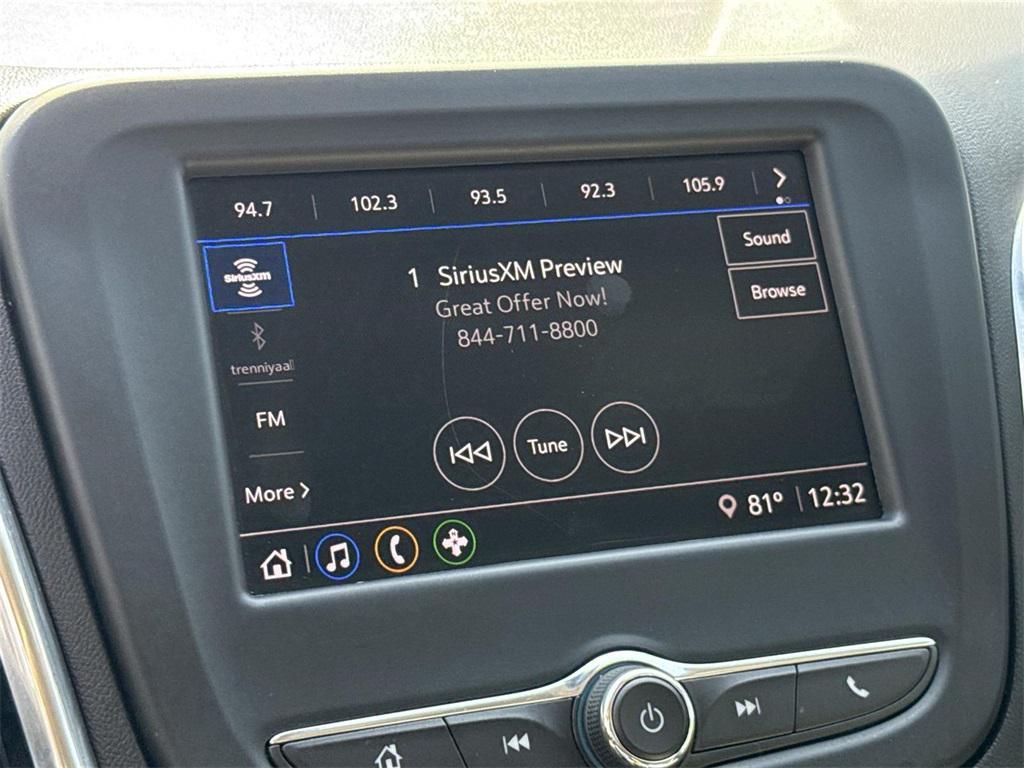 94.7 102.3 93.5 92.3 105.9
SiriusXM
1 SiriusXM Preview
Great Offer Now!
844-711-8800
Sound
Browse
trenniyaal
FM
More
Tune
81° 12:32